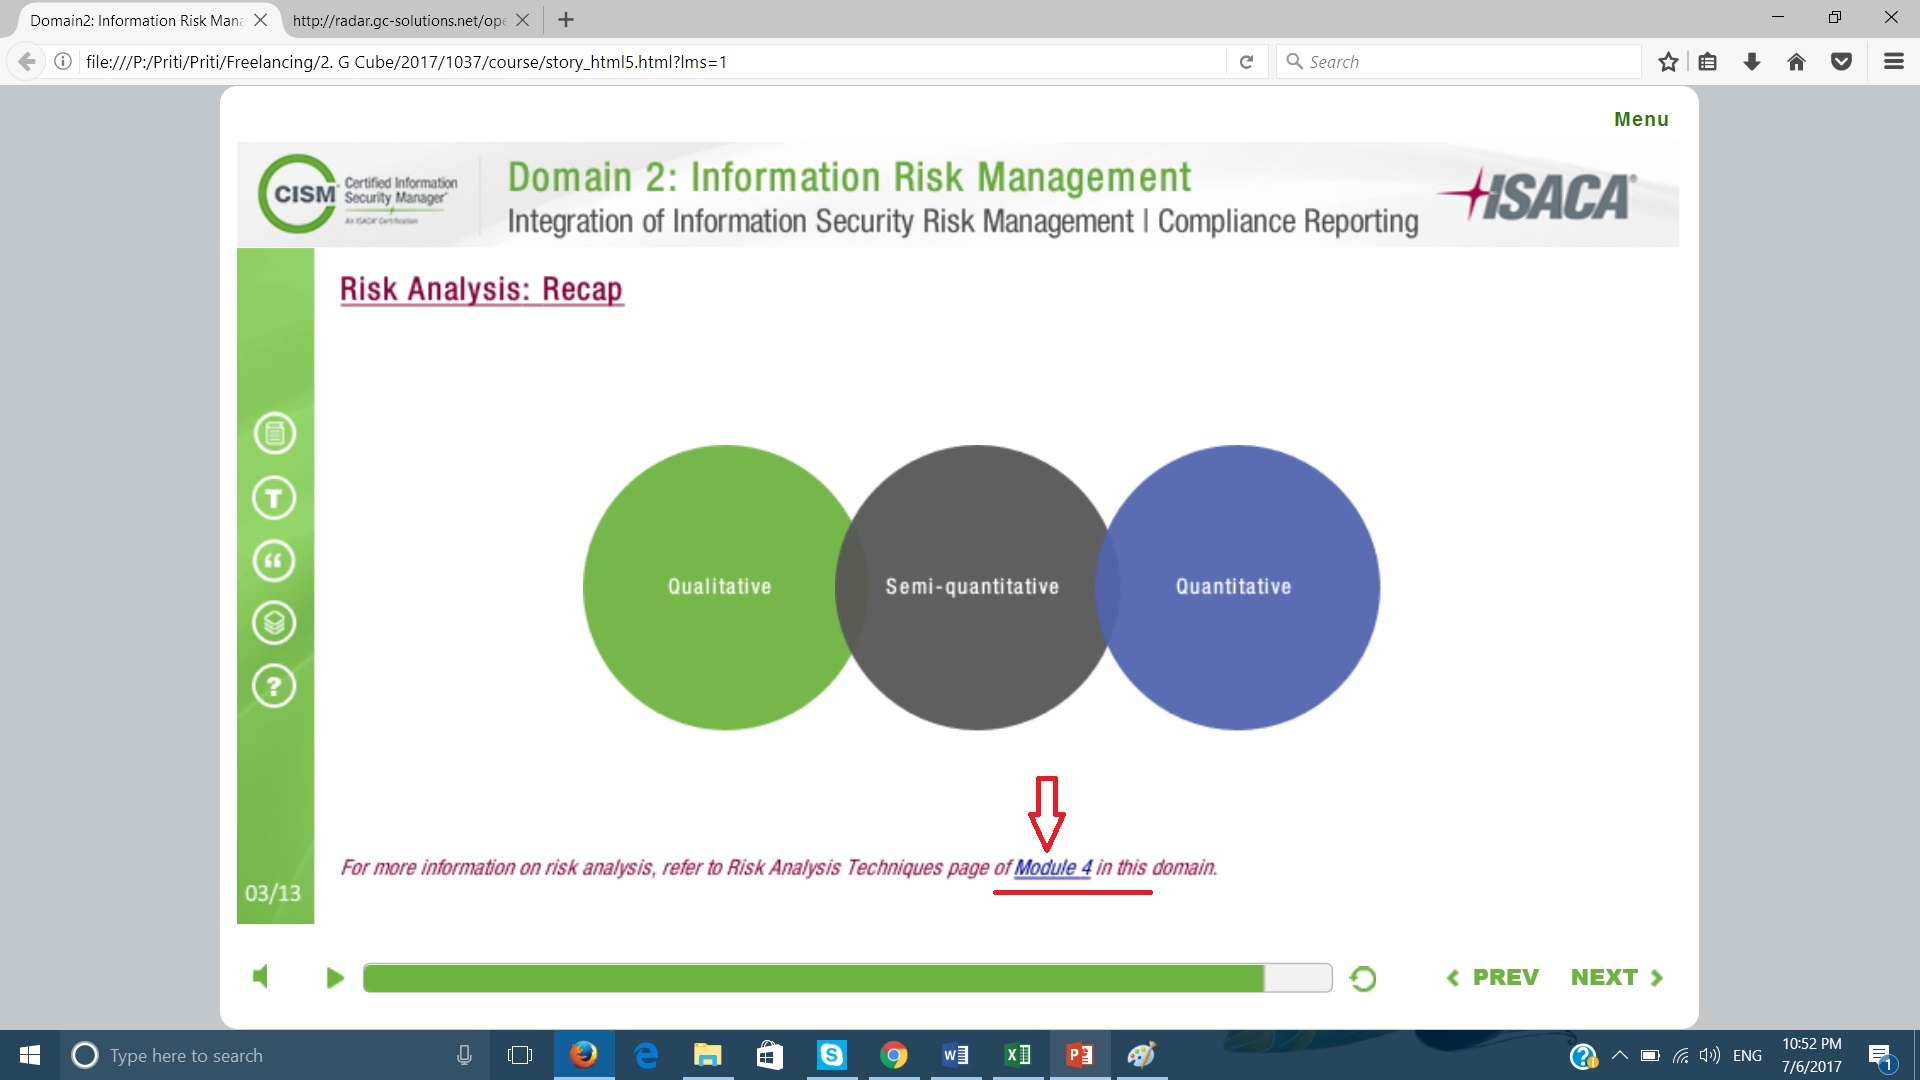 Domain2: Information Risk Mana
http://radar.gc-solutions.net/ope
file:///P:/Priti/Priti/Freelancing/2. G Cube/2017/1037/course/story_html5.html?lms=1
Search
Menu
CISM
Certified Information
Security Manager
An ISACA Certification
Domain 2: Information Risk Management
Integration of Information Security Risk Management | Compliance Reporting
ISACA
Risk Analysis: Recap
Qualitative
Semi-quantitative
Quantitative
For more information on risk analysis, refer to Risk Analysis Techniques page of Module 4 in this domain.
03/13
PREV
NEXT
Type here to search
ENG
10:52 PM
7/6/2017
1